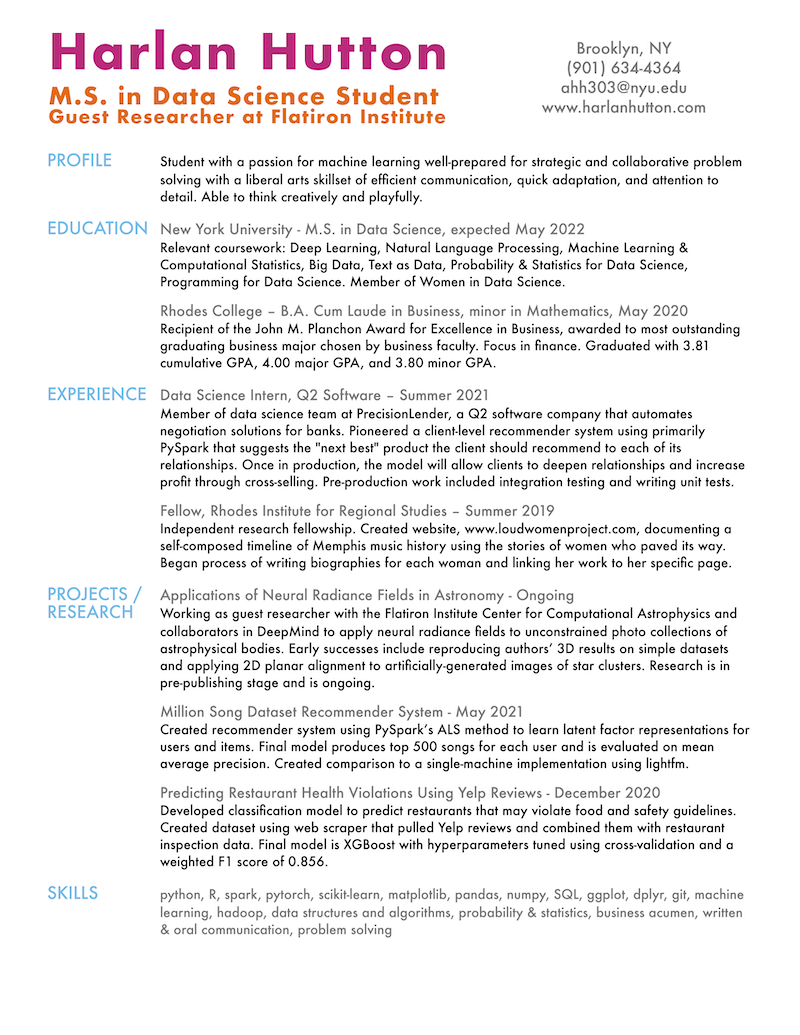 Harlan Hutton
M.S. in Data Science Student
Guest Researcher at Flatiron Institute
Brooklyn, NY
(901) 634-4364
ahh303@nyu.edu
www.harlanhutton.com
PROFILE
Student with a passion for machine learning well-prepared for strategic and collaborative problem
solving with a liberal arts skillset of efficient communication, quick adaptation, and attention to
detail. Able to think creatively and playfully.
EDUCATION
New York University - M.S. in Data Science, expected May 2022
Relevant coursework: Deep Learning, Natural Language Processing, Machine Learning &
Computational Statistics, Big Data, Text as Data, Probability & Statistics for Data Science,
Programming for Data Science. Member of Women in Data Science.
Rhodes College – B.A. Cum Laude in Business, minor in Mathematics, May 2020
Recipient of the John M. Planchon Award for Excellence in Business, awarded to most outstanding
graduating business major chosen by business faculty. Focus in finance. Graduated with 3.81
cumulative GPA, 4.00 major GPA, and 3.80 minor GPA.
EXPERIENCE
Data Science Intern, Q2 Software – Summer 2021
Member of data science team at PrecisionLender, a Q2 software company that automates
negotiation solutions for banks. Pioneered a client-level recommender system using primarily
PySpark that suggests the "next best" product the client should recommend to each of its
relationships. Once in production, the model will allow clients to deepen relationships and increase
profit through cross-selling. Pre-production work included integration testing and writing unit tests.
Fellow, Rhodes Institute for Regional Studies – Summer 2019
Independent research fellowship. Created website, www.loudwomenproject.com, documenting a
self-composed timeline of Memphis music history using the stories of women who paved its way.
Began process of writing biographies for each woman and linking her work to her specific page.
PROJECTS /
RESEARCH
Applications of Neural Radiance Fields in Astronomy - Ongoing
Working as guest researcher with the Flatiron Institute Center for Computational Astrophysics and
collaborators in DeepMind to apply neural radiance fields to unconstrained photo collections of
astrophysical bodies. Early successes include reproducing authors’ 3D results on simple datasets
and applying 2D planar alignment to artificially-generated images of star clusters. Research is in
pre-publishing stage and is ongoing.
Million Song Dataset Recommender System - May 2021
Created recommender system using PySpark’s ALS method to learn latent factor representations for
users and items. Final model produces top 500 songs for each user and is evaluated on mean
average precision. Created comparison to a single-machine implementation using lightfm.
Predicting Restaurant Health Violations Using Yelp Reviews - December 2020
Developed classification model to predict restaurants that may violate food and safety guidelines.
Created dataset using web scraper that pulled Yelp reviews and combined them with restaurant
inspection data. Final model is XGBoost with hyperparameters tuned using cross-validation and a
weighted F1 score of 0.856.
SKILLS
python, R, spark, pytorch, scikit-learn, matplotlib, pandas, numpy, SQL, ggplot, dplyr, git, machine
learning, hadoop, data structures and algorithms, probability & statistics, business acumen, written
& oral communication, problem solving